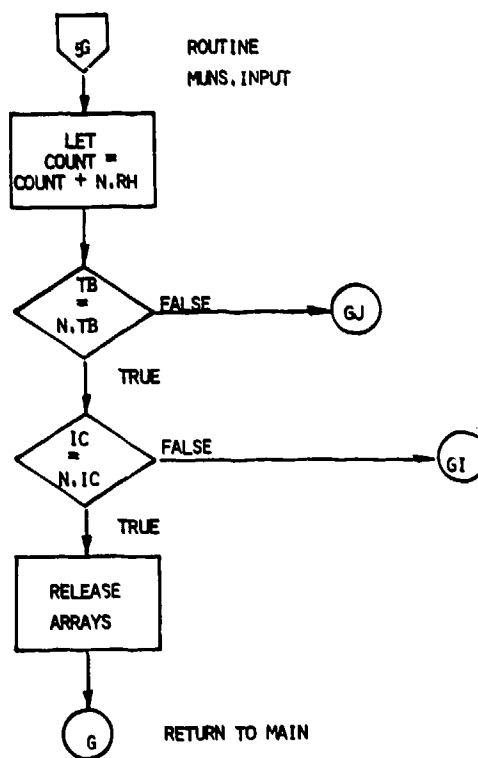 ROUTINE
MUNS.INPUT
LET
COUNT =
COUNT + N.RH
TB
=
N.TB
FALSE
GJ
TRUE
IC
=
N.IC
FALSE
GI
TRUE
RELEASE
ARRAYS
G
RETURN TO MAIN